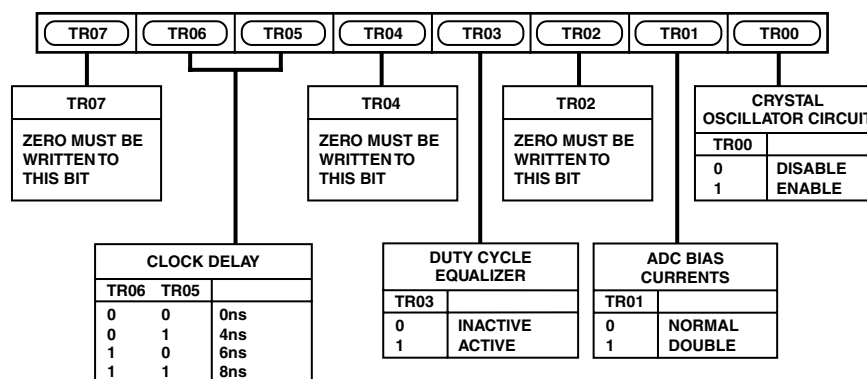 TR07 TR06 TR05 TR04 TR03 TR02 TR01 TR00
TR07
ZERO MUST BE
WRITTEN TO
THIS BIT
TR04
ZERO MUST BE
WRITTEN TO
THIS BIT
TR02
ZERO MUST BE
WRITTEN TO
THIS BIT
CRYSTAL
OSCILLATOR CIRCUIT
TR00
0 DISABLE
1 ENABLE
CLOCK DELAY
TR06 TR05
0 0 0ns
0 1 4ns
1 0 6ns
1 1 8ns
DUTY CYCLE
EQUALIZER
TR03
0 INACTIVE
1 ACTIVE
ADC BIAS
CURRENTS
TR01
0 NORMAL
1 DOUBLE